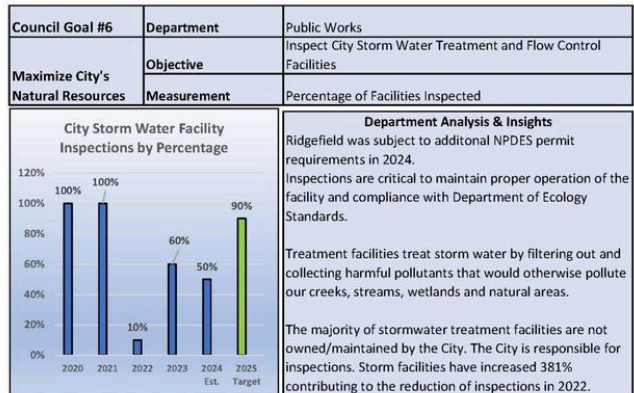 Council Goal #6
Department
Public Works
Maximize City's
Natural Resources
Objective
Inspect City Storm Water Treatment and Flow Control
Facilities
Measurement
Percentage of Facilities Inspected
City Storm Water Facility
Inspections by Percentage
120%
100%
80%
60%
40%
20%
0%
100%
100%
10%
60%
50%
90%
2020
2021
2022
2023
2024
Est.
2025
Target
Department Analysis & Insights
Ridgefield was subject to additonal NPDES permit
requirements in 2024.
Inspections are critical to maintain proper operation of the
facility and compliance with Department of Ecology
Standards.
Treatment facilities treat storm water by filtering out and
collecting harmful pollutants that would otherwise pollute
our creeks, streams, wetlands and natural areas.
The majority of stormwater treatment facilities are not
owned/maintained by the City. The City is responsible for
inspections. Storm facilities have increased 381%
contributing to the reduction of inspections in 2022.